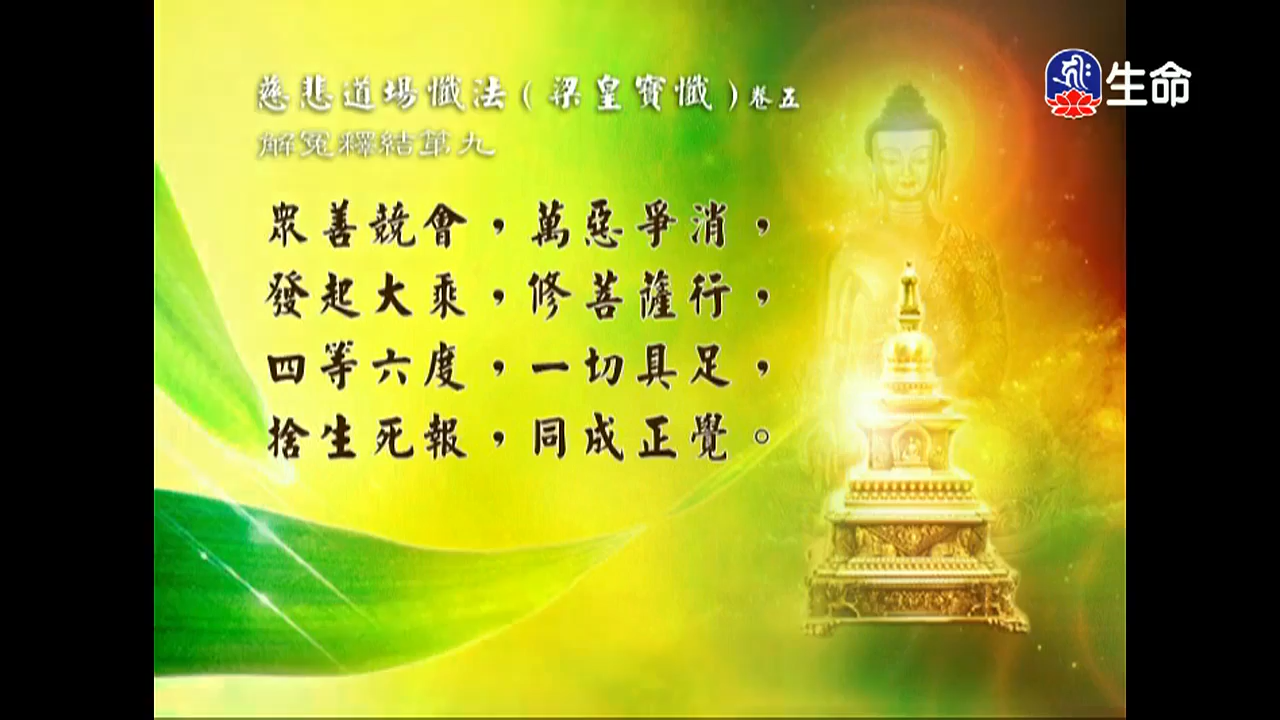 慈悲道場懺法（梁皇寶懺）卷五
解冤釋結第九
生命
眾善競會，萬惡爭消，
發起大乘，修菩薩行，
四等六度，一切具足，
捨生死報，同成正覺。